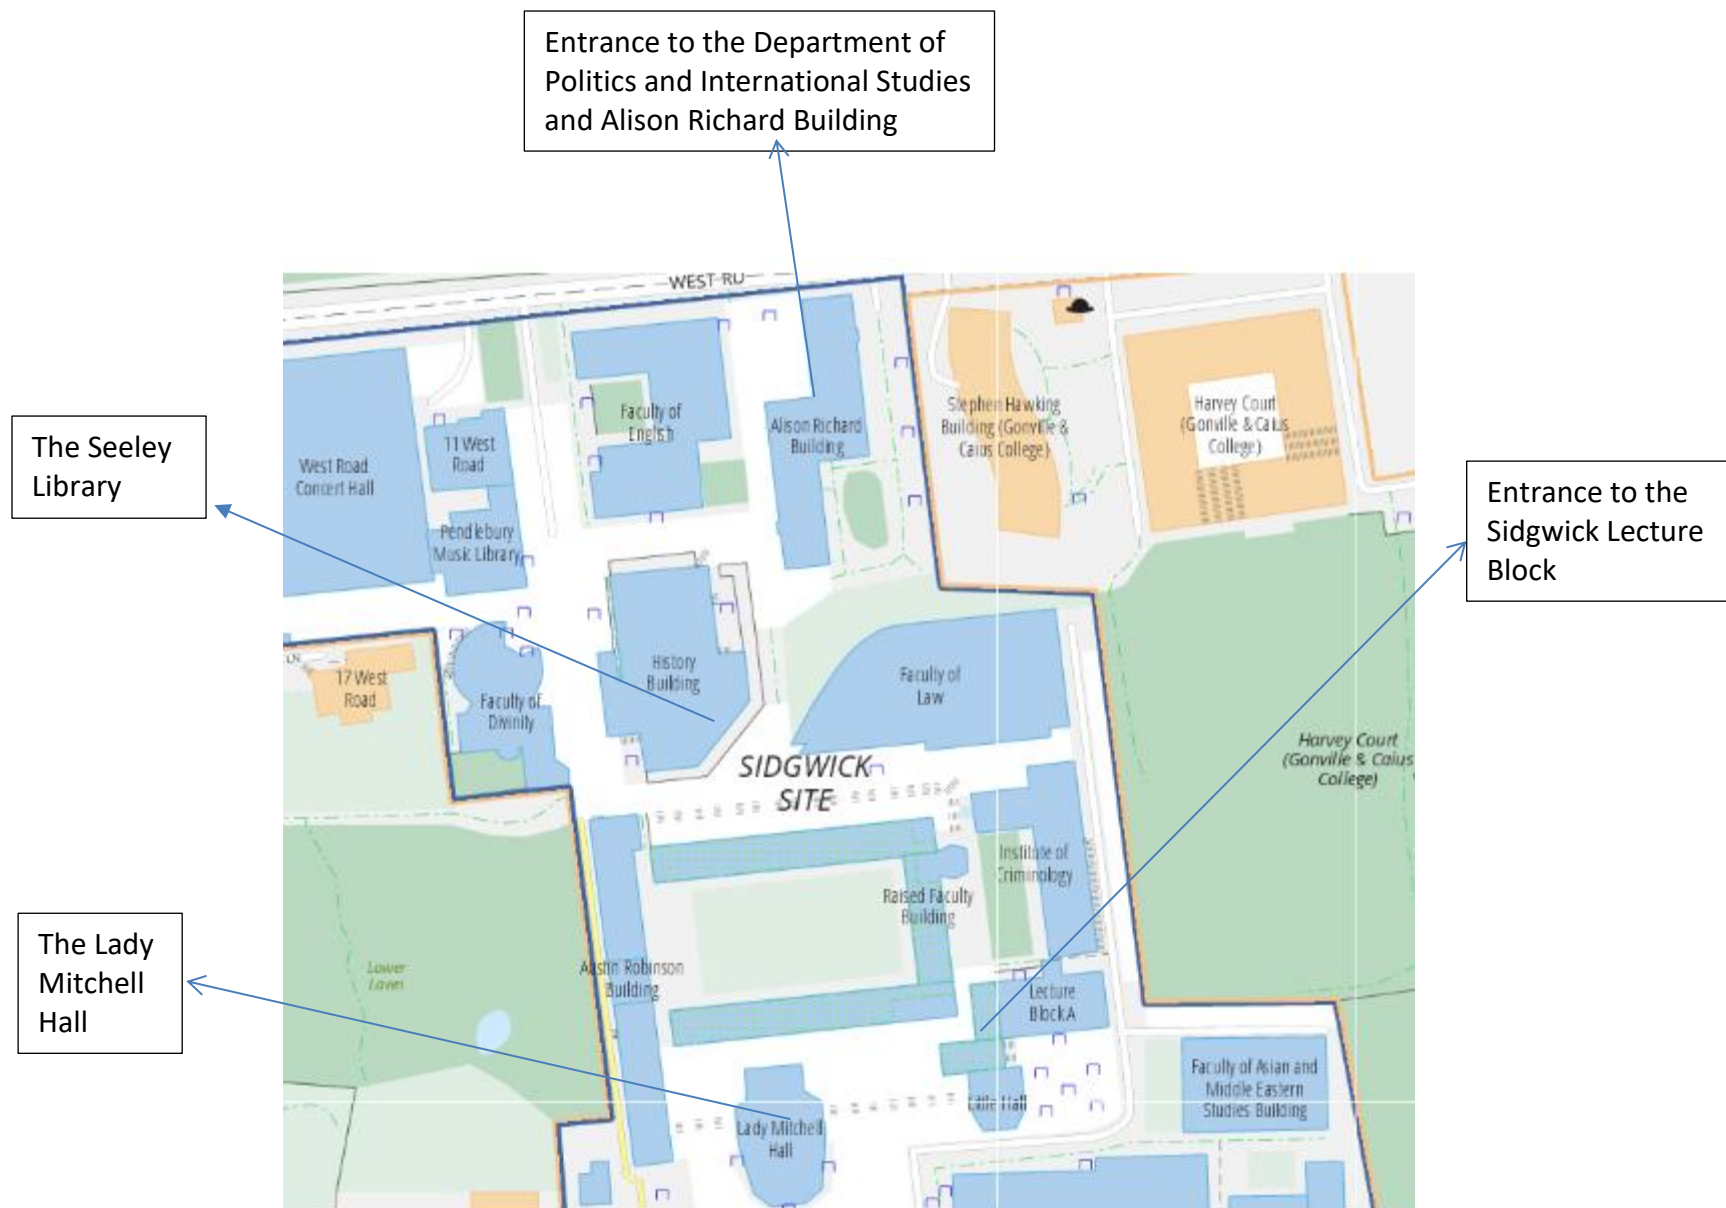 Entrance to the Department of
Politics and International Studies
and Alison Richard Building
WEST RD
The Seeley
Library
Entrance to the
Sidgwick Lecture
Block
The Lady
Mitchell
Hall
West Road
Concert Hall
11 West
Road
Pendlebury
Music Library
Faculty of
English
Alison Richard
Building
Stephen Hawking
Building (Gonville &
Caius College)
Harvey Court
(Gonville & Caius
College)
17 West
Road
Faculty of
Divinity
History
Building
Faculty of
Law
SIDGWICK
SITE
Harvey Court
(Gonville & Caius
College)
Institute of
Criminology
Raised Faculty
Building
Lower
Lawn
Austin Robinson
Building
Lecture
Block A
Little Hall
Lady Mitchell
Hall
Faculty of Asian and
Middle Eastern
Studies Building